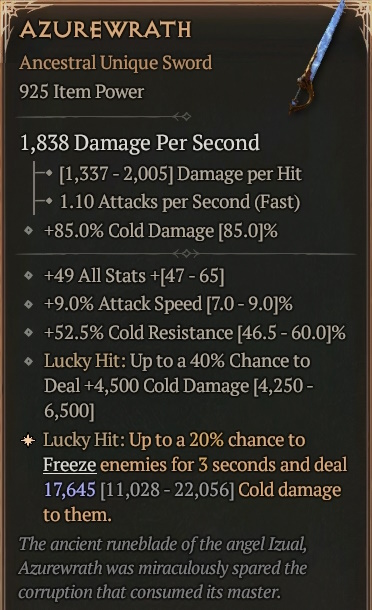 AZUREWRATH
Ancestral Unique Sword
925 Item Power
1,838 Damage Per Second
[1,337 - 2,005] Damage per Hit
1.10 Attacks per Second (Fast)
+85.0% Cold Damage [85.0]%
+49 All Stats +[47 - 65]
+9.0% Attack Speed [7.0 - 9.0]%
+52.5% Cold Resistance [46.5 - 60.0]%
Lucky Hit: Up to a 40% Chance to
Deal +4,500 Cold Damage [4,250 -
6,500]
Lucky Hit: Up to a 20% chance to
Freeze enemies for 3 seconds and deal
17,645 [11,028 - 22,056] Cold damage
to them.
The ancient runeblade of the angel Izual,
Azurewrath was miraculously spared the
corruption that consumed its master.